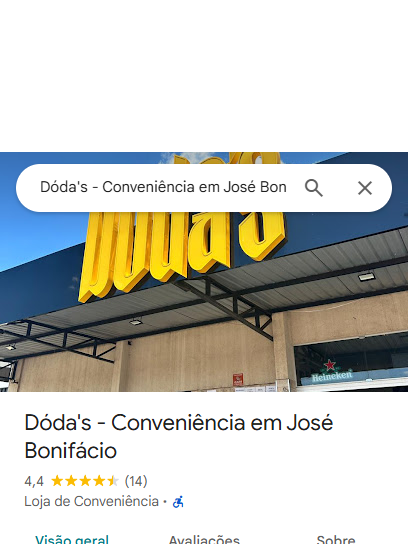 Dóda's - Conveniência em José Bon
Dóda's
Heineken
Dóda's - Conveniência em José
Bonifácio
4,4 (14)
Loja de Conveniência ·
Visão geral Avaliações Sobre